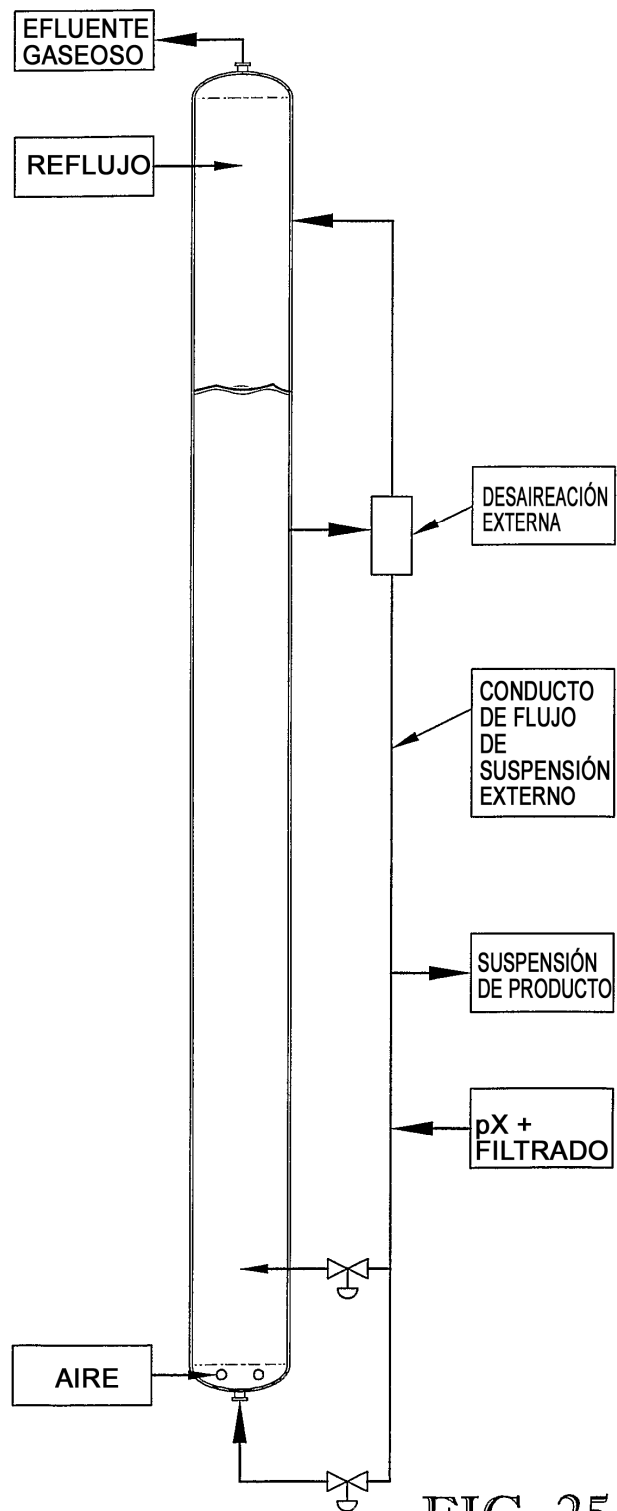 EFLUENTE
GASEOSO
REFLUJO
DESAIREACIÓN
EXTERNA
CONDUCTO
DE FLUJO
DE
SUSPENSIÓN
EXTERNO
SUSPENSIÓN
DE PRODUCTO
pX +
FILTRADO
AIRE
FIG. 25